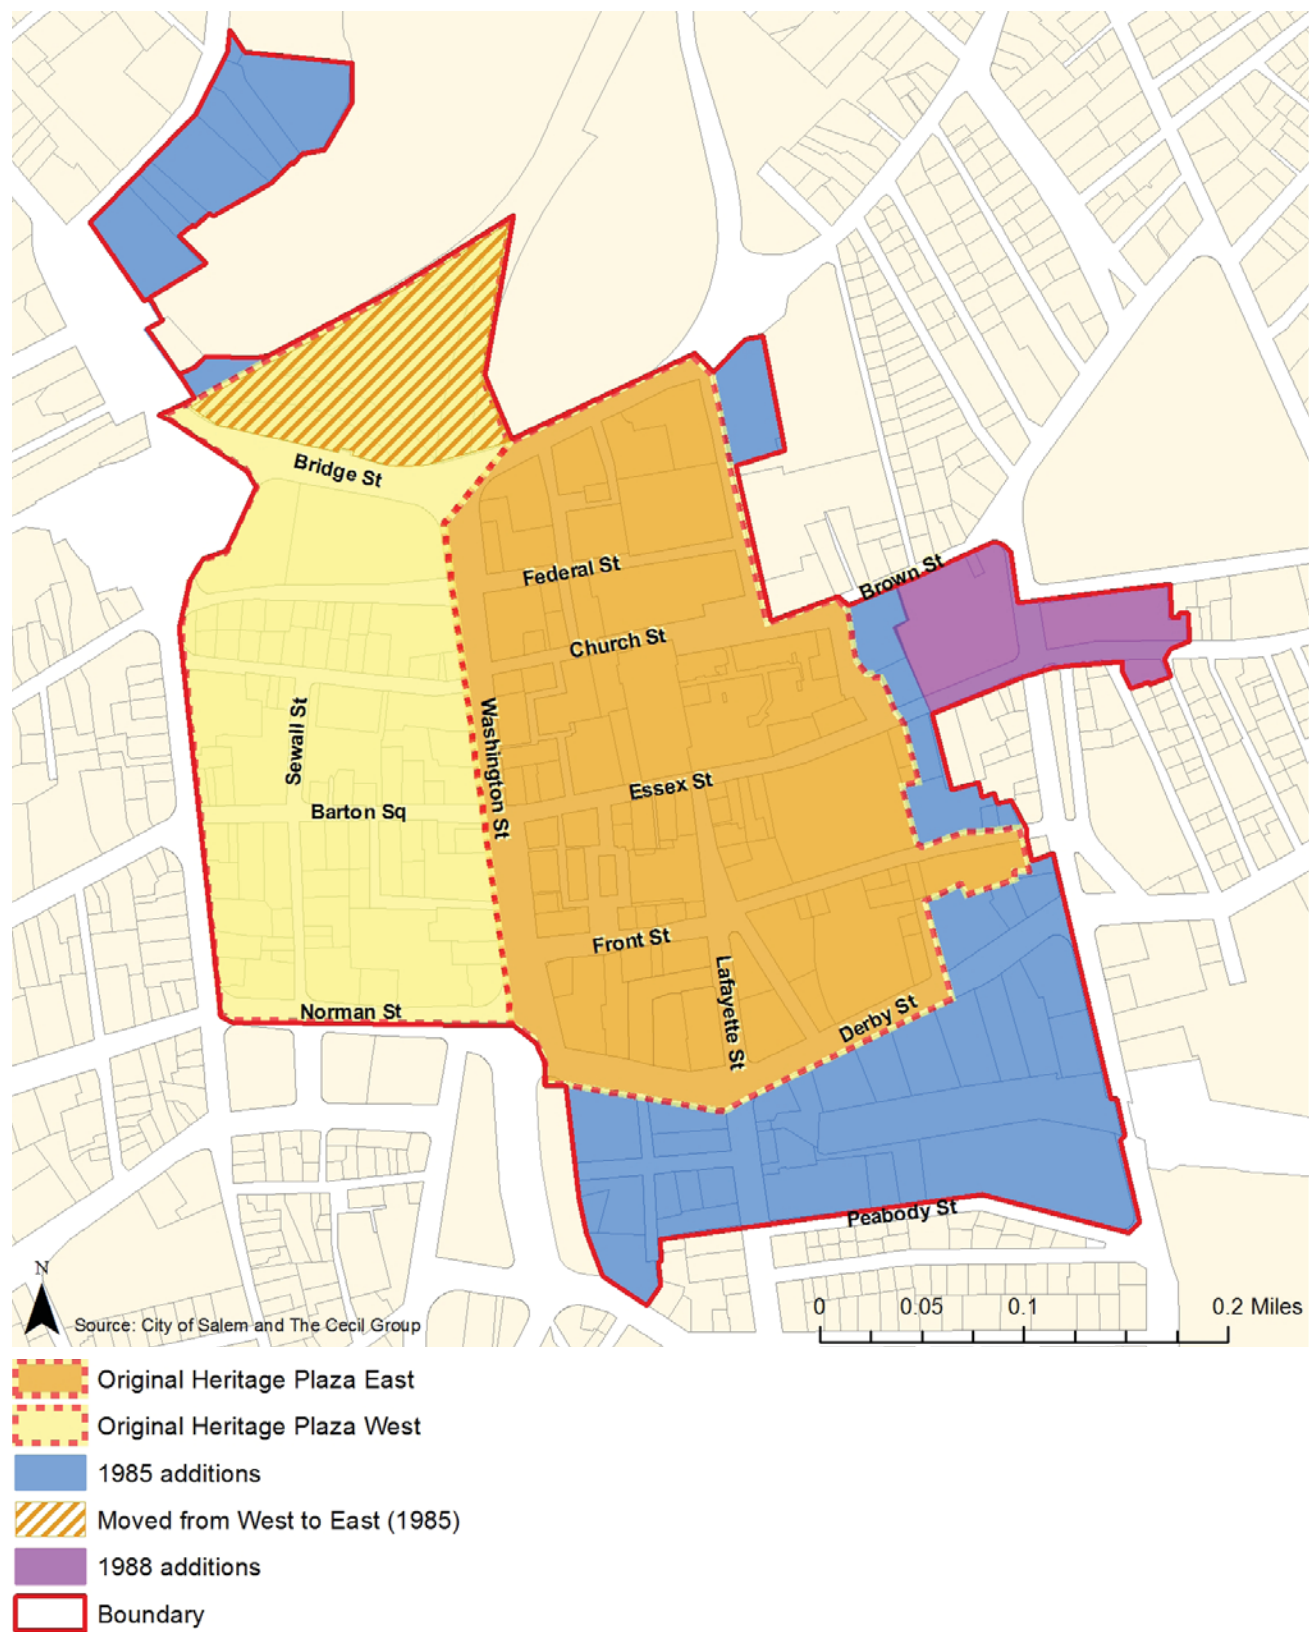 Bridge St
Federal St
Brown St
Church St
Sewall St
Washington St
Essex St
Barton Sq
Front St
Lafayette St
Derby St
Norman St
Peabody St
N
Source: City of Salem and The Cecil Group
0 0.05 0.1 0.2 Miles
Original Heritage Plaza East
Original Heritage Plaza West
1985 additions
Moved from West to East (1985)
1988 additions
Boundary